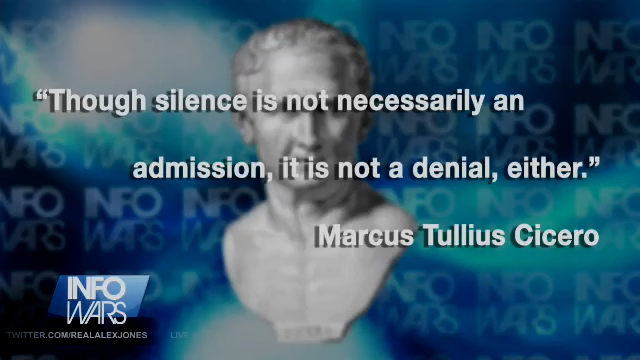 “Though silence is not necessarily an
admission, it is not a denial, either.”
Marcus Tullius Cicero
INFO
WARS
TWITTER.COM/REALALEXJONES
LIVE